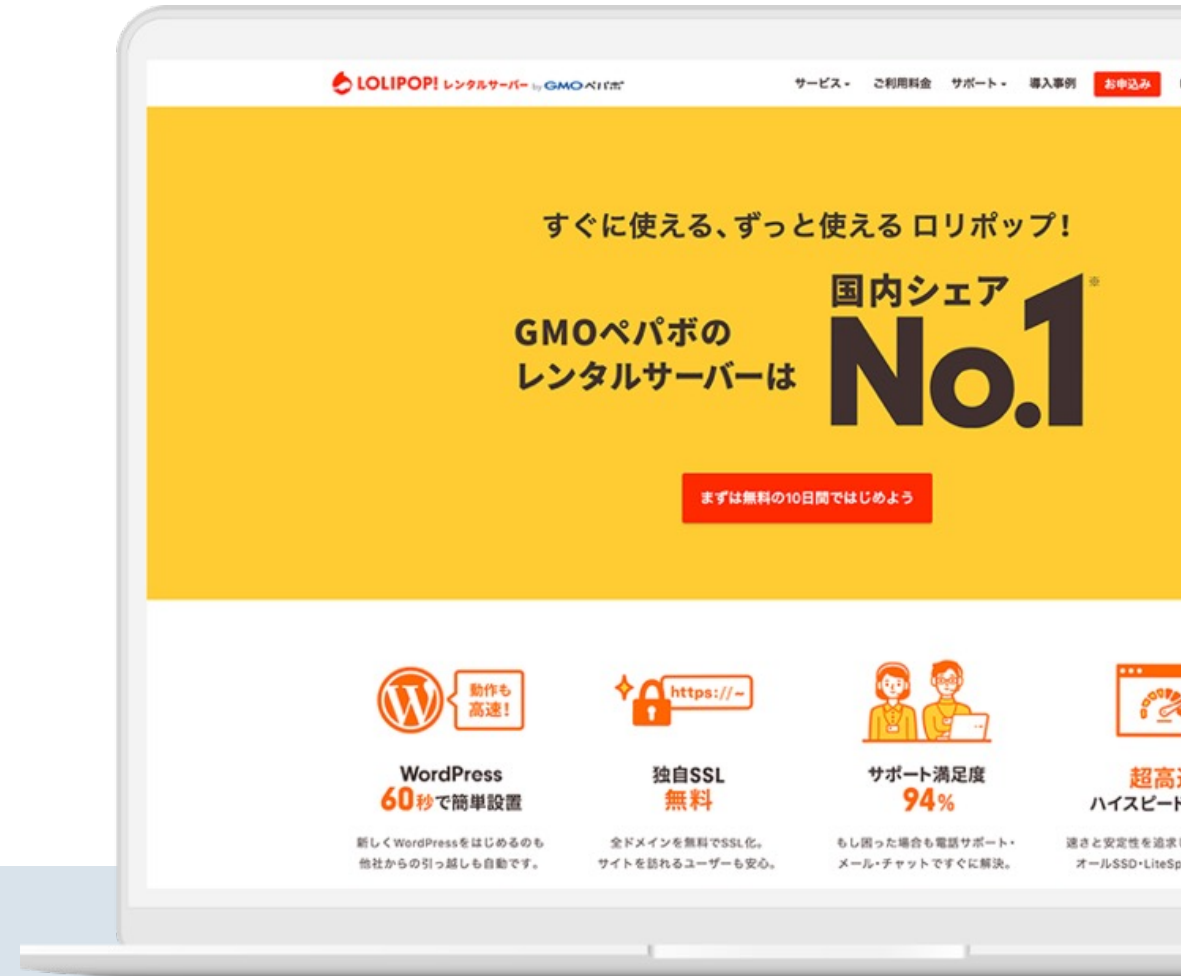 LOLIPOP! レンタルサーバー by GMOペパボ
サービス ご利用料金 サポート 導入事例 お申込み
すぐに使える、ずっと使える ロリポップ!
GMOペパボの
レンタルサーバーは
国内シェア
No.1※
まずは無料の10日間ではじめよう
動作も
高速!
WordPress
60秒で簡単設置
新しくWordPressをはじめるのも
他社からの引っ越しも自動です。
https://~
独自SSL
無料
全ドメインを無料でSSL化。
サイトを訪れるユーザーも安心。
サポート満足度
94%
もし困った場合も電話サポート・
メール・チャットですぐに解決。
超高
ハイスピード
速さと安定性を追求
オールSSD・LiteSp